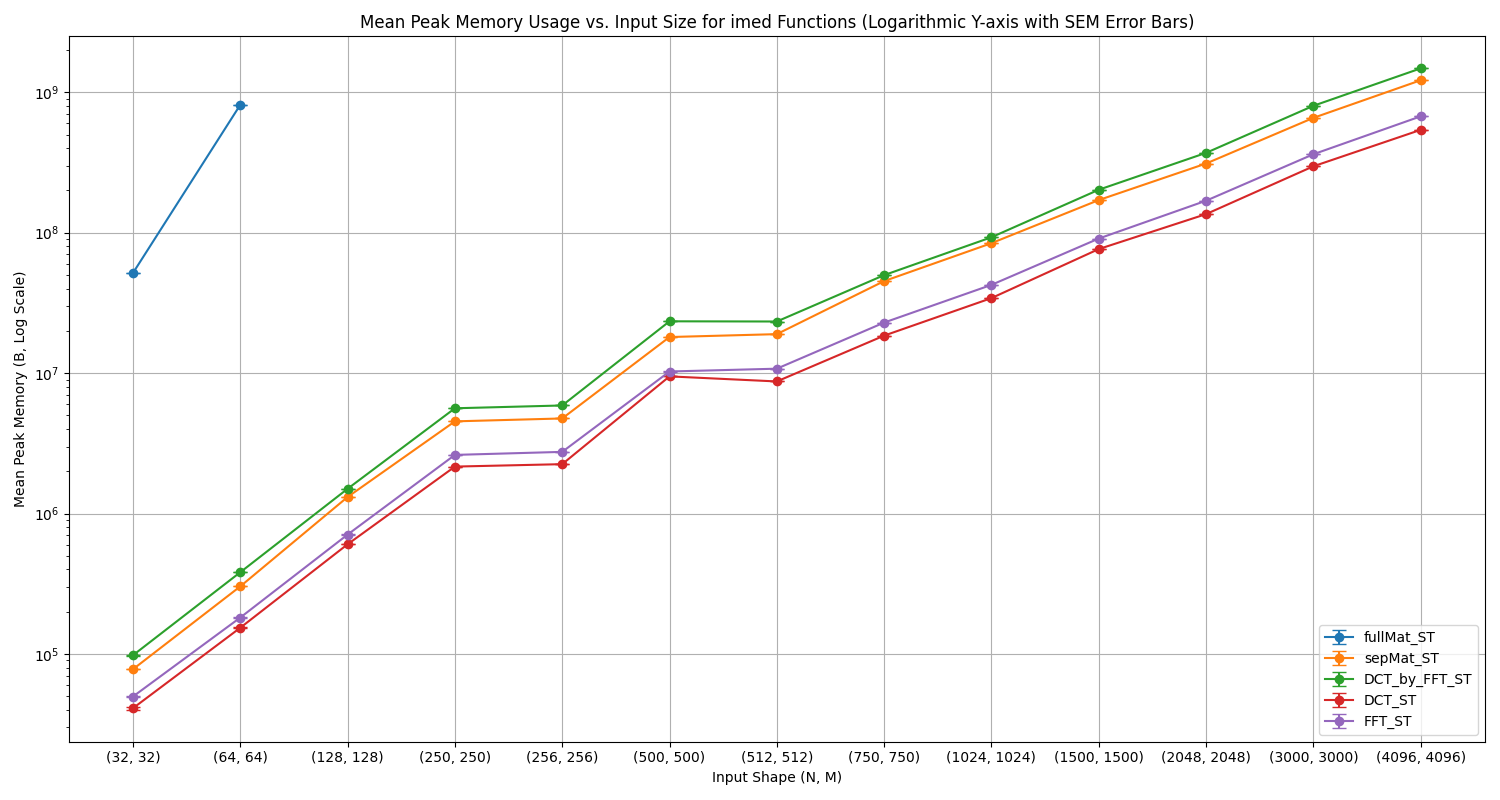 Mean Peak Memory Usage vs. Input Size for imed Functions (Logarithmic Y-axis with SEM Error Bars)
Mean Peak Memory (B, Log Scale)
10⁹
10⁸
10⁷
10⁶
10⁵
fullMat_ST
sepMat_ST
DCT_by_FFT_ST
DCT_ST
FFT_ST
(32, 32) (64, 64) (128, 128) (250, 250) (256, 256) (500, 500) (512, 512) (750, 750) (1024, 1024) (1500, 1500) (2048, 2048) (3000, 3000) (4096, 4096)
Input Shape (N, M)